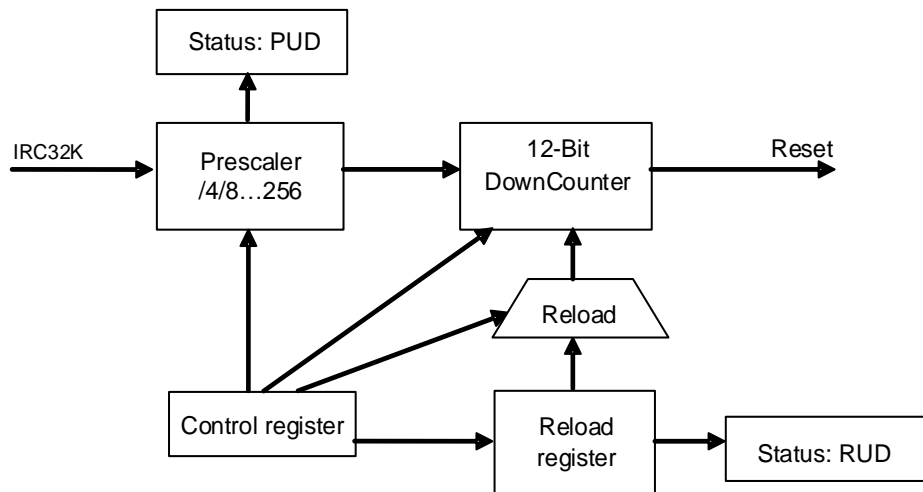 Status: PUD
IRC32K
Prescaler
/4/8…256
12-Bit
DownCounter
Reset
Reload
Control register
Reload
register
Status: RUD